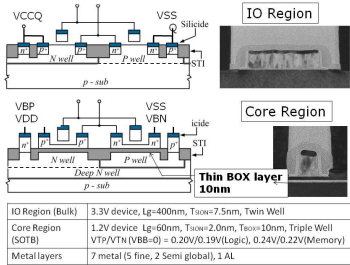 VCCQ VSS
Silicide
n+ p+ p+ n+ n+ p+
STI
N well P well
p - sub
IO Region
VBP VSS
VDD VBN
icide
n+ p+ p+ n+ n+ p+
STI
N well P well
Deep N well
p - sub
Thin BOX layer
10nm
Core Region
IO Region (Bulk) 3.3V device, Lg=400nm, TSION=7.5nm, Twin Well
Core Region (SOTB) 1.2V device Lg=60nm, TSION=2.0nm, TBOX=10nm, Triple Well
VTP/VTN (VBB=0) = 0.20V/0.19V(Logic), 0.24V/0.22V(Memory)
Metal layers 7 metal (5 fine, 2 Semi global), 1 AL